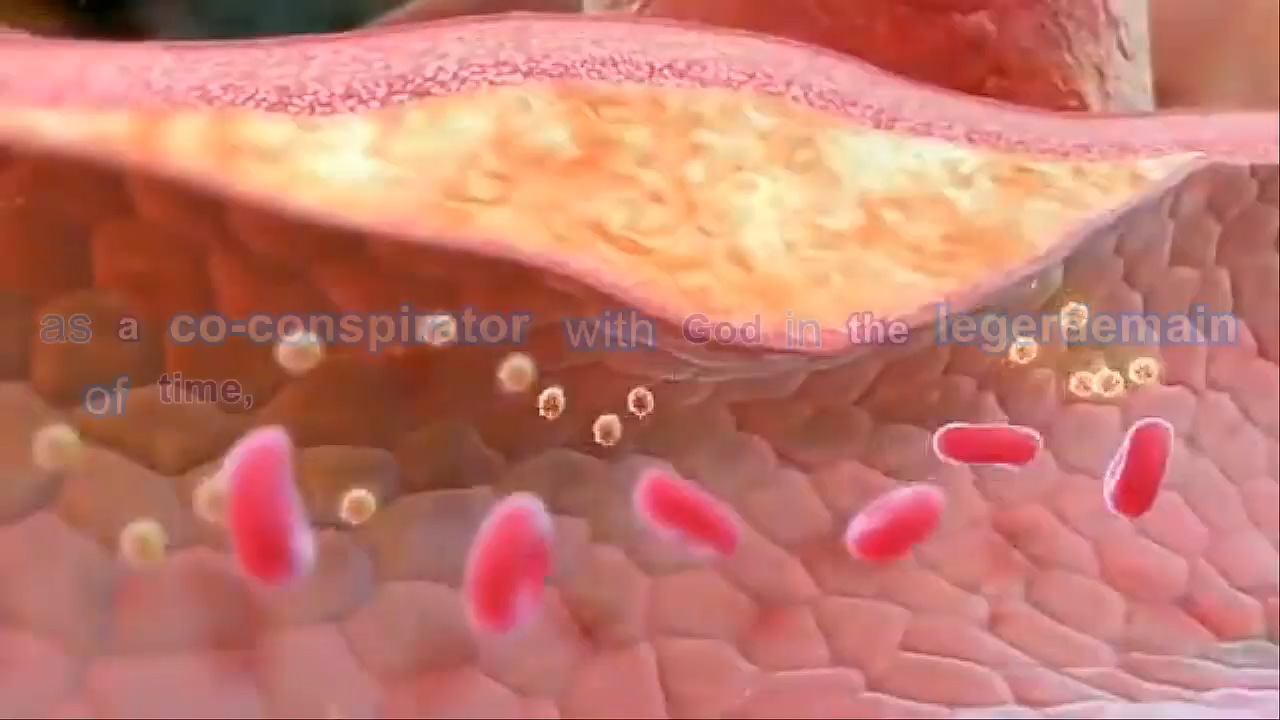 as a co-conspirator with God in the legerdemain
of time,